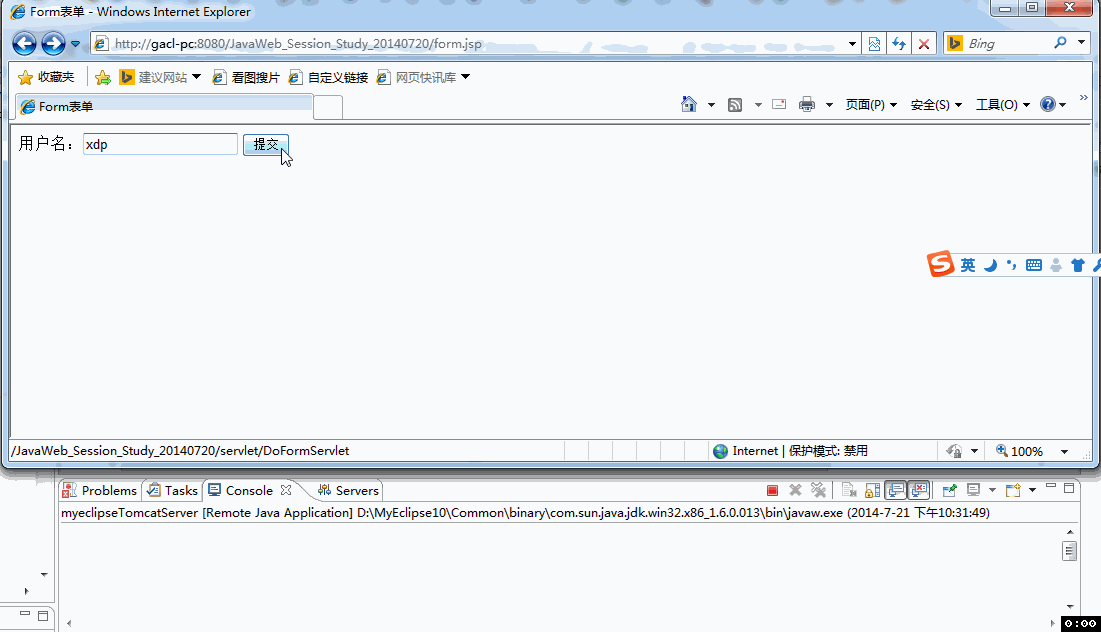 Form表单 - Windows Internet Explorer
http://gacl-pc:8080/JavaWeb_Session_Study_20140720/form.jsp Bing
收藏夹 建议网站 看图搜片 自定义链接 网页快讯库
Form表单 页面(P) 安全(S) 工具(O) »
用户名： xdp 提交
英
/JavaWeb_Session_Study_20140720/servlet/DoFormServlet Internet | 保护模式: 禁用 100%
Problems Tasks Console Servers
myeclipseTomcatServer [Remote Java Application] D:\MyEclipse10\Common\binary\com.sun.java.jdk.win32.x86_1.6.0.013\bin\javaw.exe (2014-7-21 下午10:31:49)
0:00